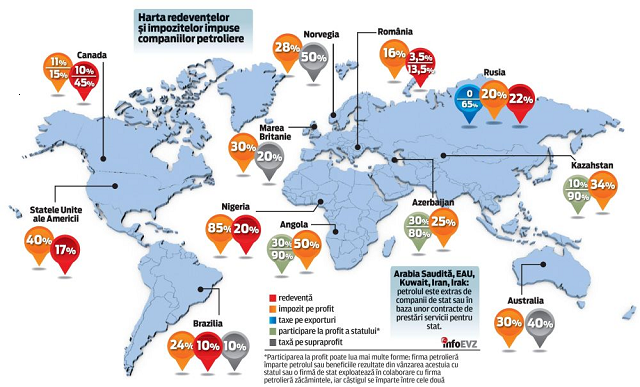 Harta redevențelor
și impozitelor impuse
companiilor petroliere
Canada
11%
15%
10%
45%
Norvegia
28%
50%
România
16%
3,5%
13,5%
Rusia
0
65%
20%
22%
Marea
Britanie
30%
20%
Kazahstan
10%
90%
34%
Statele Unite
ale Americii
40%
17%
Nigeria
85%
20%
Angola
30%
90%
50%
Azerbaijan
30%
80%
25%
Brazilia
24%
10%
10%
Australia
30%
40%
redevență
impozit pe profit
taxe pe exporturi
participare la profit a statului*
taxă pe supraprofit
Arabia Saudită, EAU,
Kuwait, Iran, Irak:
petrolul este extras de
companii de stat sau în
baza unor contracte de
prestări servicii pentru
stat.
infoEVZ
*Participarea la profit poate lua mai multe forme: firma petrolieră
împarte petrolul sau beneficiile rezultate din vânzarea acestuia cu
statul sau o firmă de stat exploatează în colaborare cu firma
petrolieră zăcămintele, iar câștigul se împarte între cele două